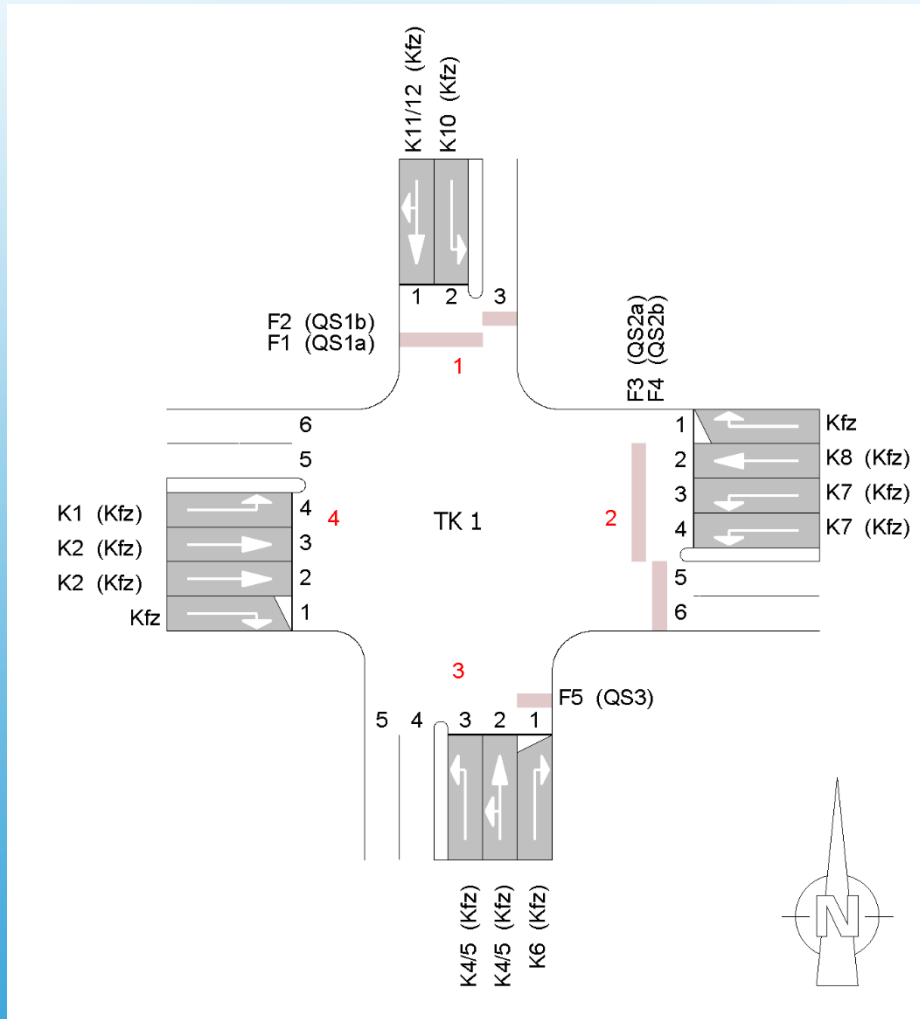 K11/12 (Kfz)
K10 (Kfz)
1
2
3
F2 (QS1b)
F1 (QS1a)
1
F3 (QS2a)
F4 (QS2b)
6
5
1
Kfz
2
K8 (Kfz)
3
K7 (Kfz)
4
K7 (Kfz)
5
6
2
K1 (Kfz)
4
K2 (Kfz)
3
K2 (Kfz)
2
Kfz
1
4
TK 1
3
F5 (QS3)
5
4
3
2
1
K4/5 (Kfz)
K4/5 (Kfz)
K6 (Kfz)
N